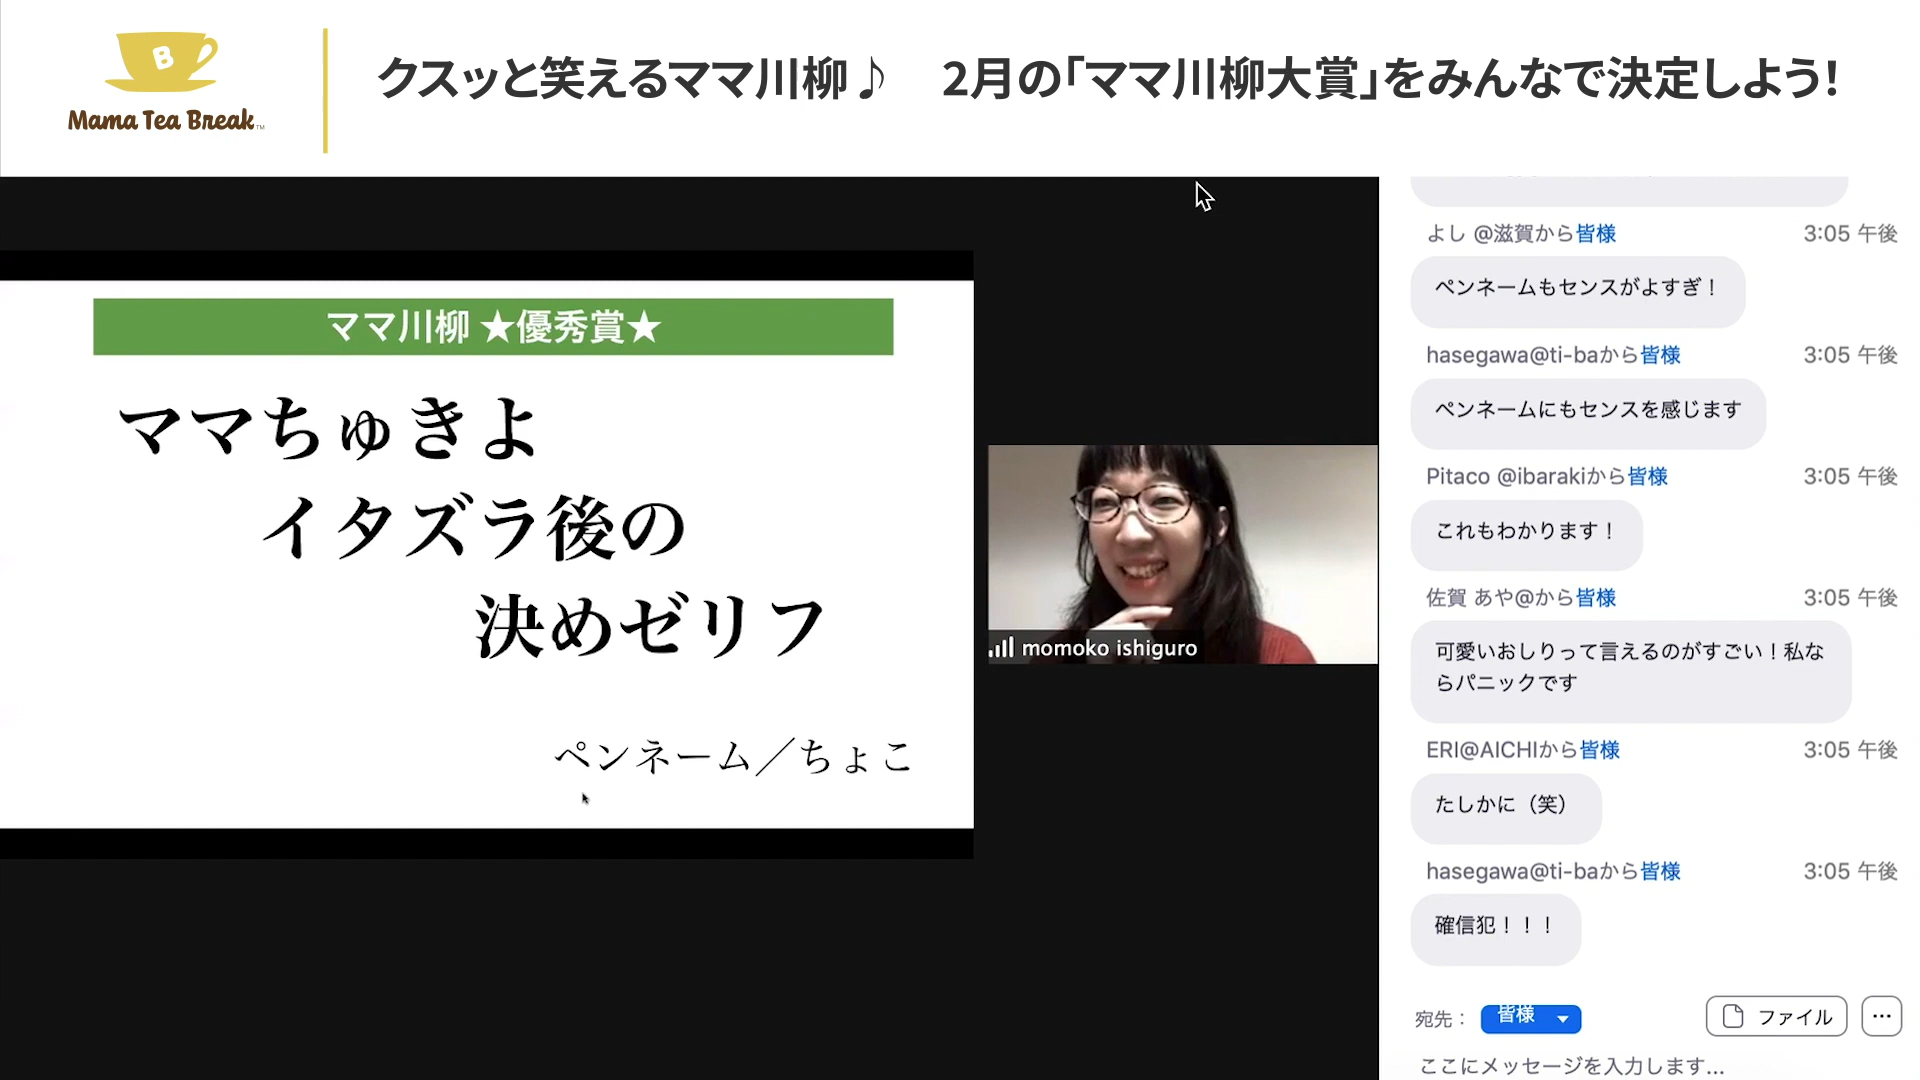 B
Mama Tea Break™
クスッと笑えるママ川柳♪　2月の「ママ川柳大賞」をみんなで決定しよう!
ママ川柳 ★優秀賞★
ママちゅきよ
イタズラ後の
決めゼリフ
ペンネーム／ちょこ
momoko ishiguro
よし @滋賀から皆様 3:05 午後
ペンネームもセンスがよすぎ！
hasegawa@ti-baから皆様 3:05 午後
ペンネームにもセンスを感じます
Pitaco @ibarakiから皆様 3:05 午後
これもわかります！
佐賀 あや@から皆様 3:05 午後
可愛いおしりって言えるのがすごい！私な
らパニックです
ERI@AICHIから皆様 3:05 午後
たしかに（笑）
hasegawa@ti-baから皆様 3:05 午後
確信犯！！！
宛先： 皆様 ファイル ...
ここにメッセージを入力します...